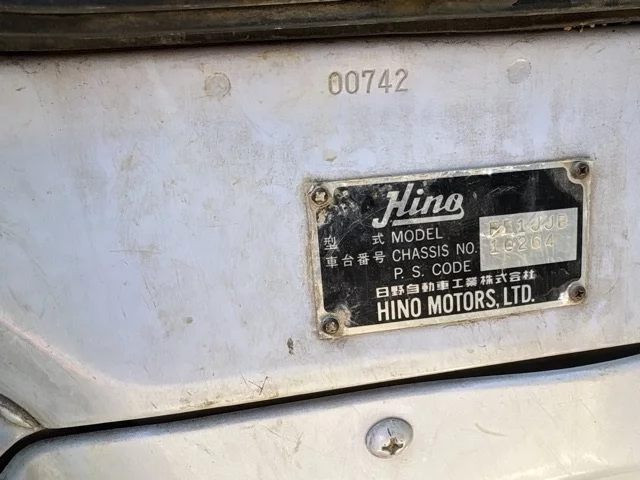 00742
Hino
型式 MODEL
車台番号 CHASSIS NO. 10204
P. S. CODE
日野自動車工業株式会社
HINO MOTORS, LTD.